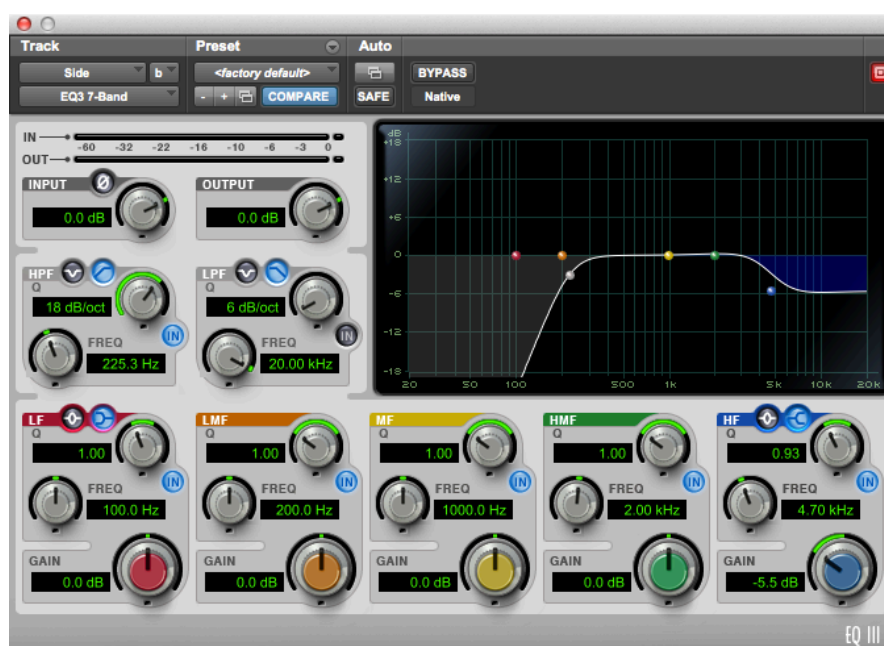 Track Preset Auto
Side b <factory default>
BYPASS
EQ3 7-Band - + COMPARE SAFE Native
IN
-60 -32 -22 -16 -10 -6 -3 0
OUT
INPUT Ø OUTPUT
0.0 dB 0.0 dB
HPF LPF
Q Q
18 dB/oct 6 dB/oct
IN IN
FREQ FREQ
225.3 Hz 20.00 kHz
dB
+18
+12
+6
0
-6
-12
-18
20 50 100 500 1k 5k 10k 20k
LF LMF MF HMF HF
Q Q Q Q Q
1.00 1.00 1.00 1.00 0.93
IN IN IN IN IN
FREQ FREQ FREQ FREQ FREQ
100.0 Hz 200.0 Hz 1000.0 Hz 2.00 kHz 4.70 kHz
GAIN GAIN GAIN GAIN GAIN
0.0 dB 0.0 dB 0.0 dB 0.0 dB -5.5 dB
EQ III